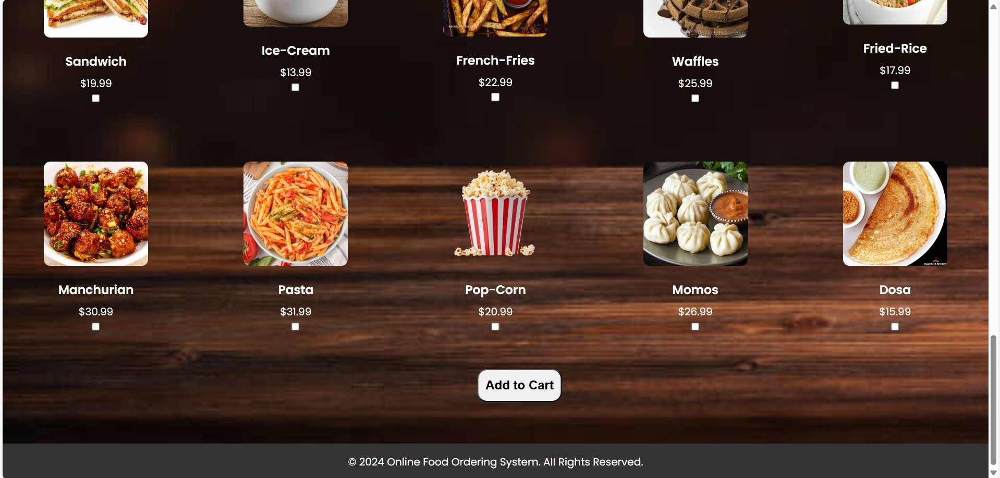 TheUnlikelyBaker.com
Ice-Cream
Fried-Rice
Sandwich
French-Fries
Waffles
$13.99
$17.99
$19.99
$22.99
$25.99
Manchurian
Pasta
Pop-Corn
Momos
Dosa
$30.99
$31.99
$20.99
$26.99
$15.99
Add to Cart
© 2024 Online Food Ordering System. All Rights Reserved.